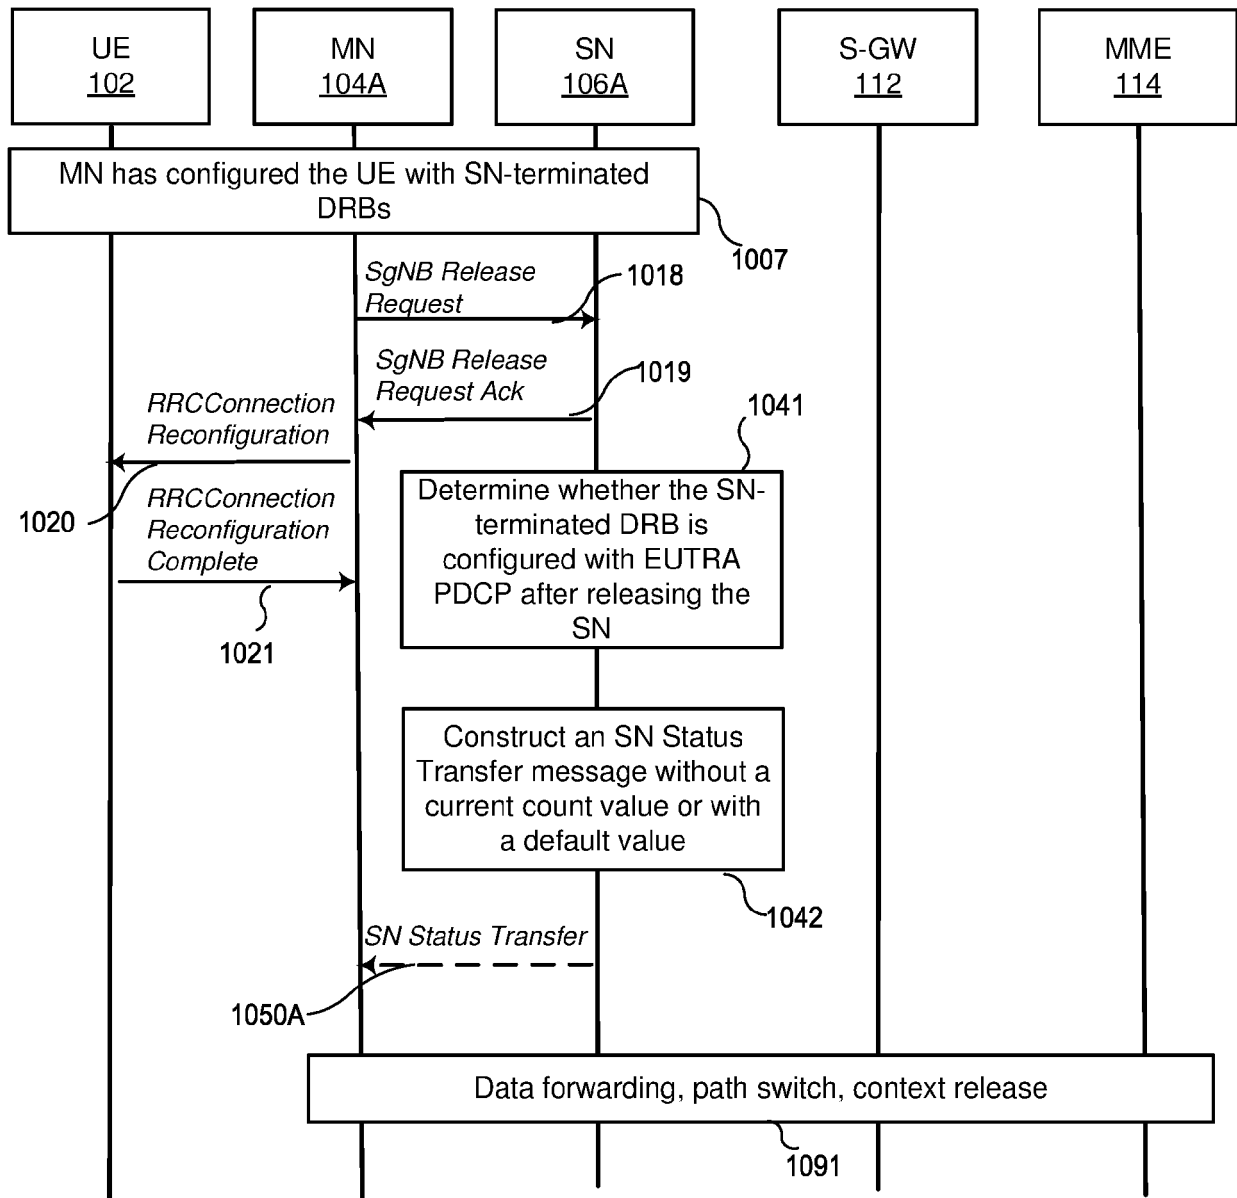 UE
102
MN
104A
SN
106A
S-GW
112
MME
114
MN has configured the UE with SN-terminated
DRBs
1007
SgNB Release
Request
1018
SgNB Release
Request Ack
1019
RRCConnection
Reconfiguration
1020
1041
Determine whether the SN-
terminated DRB is
configured with EUTRA
PDCP after releasing the
SN
RRCConnection
Reconfiguration
Complete
1021
Construct an SN Status
Transfer message without a
current count value or with
a default value
1042
SN Status Transfer
1050A
Data forwarding, path switch, context release
1091